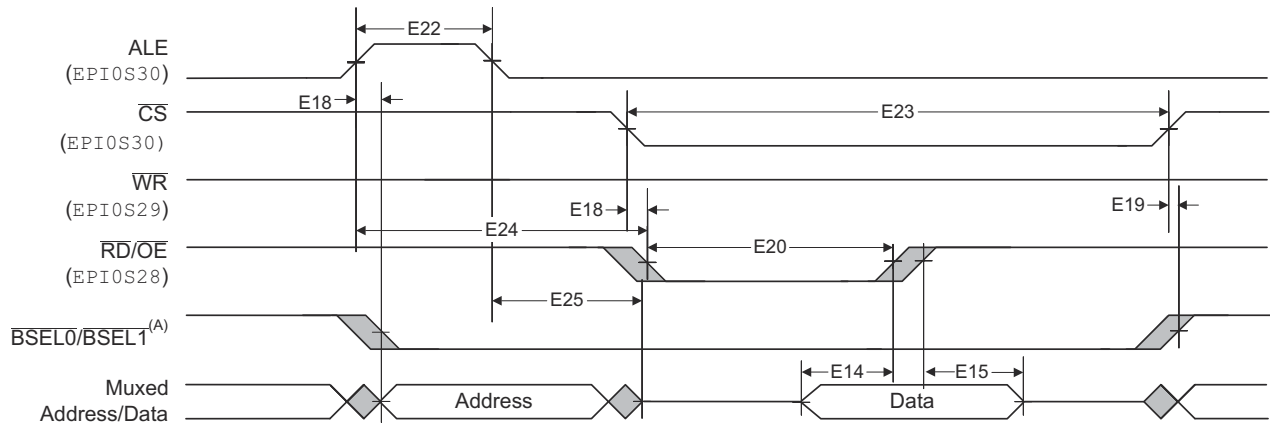 E22
ALE
(EPI0S30)
E18
CS
E23
(EPI0S30)
WR
(EPI0S29)
E18
E19
E24
RD/OE
E20
(EPI0S28)
E25
BSEL0/BSEL1(A)
Muxed
Address/Data
Address
E14
E15
Data